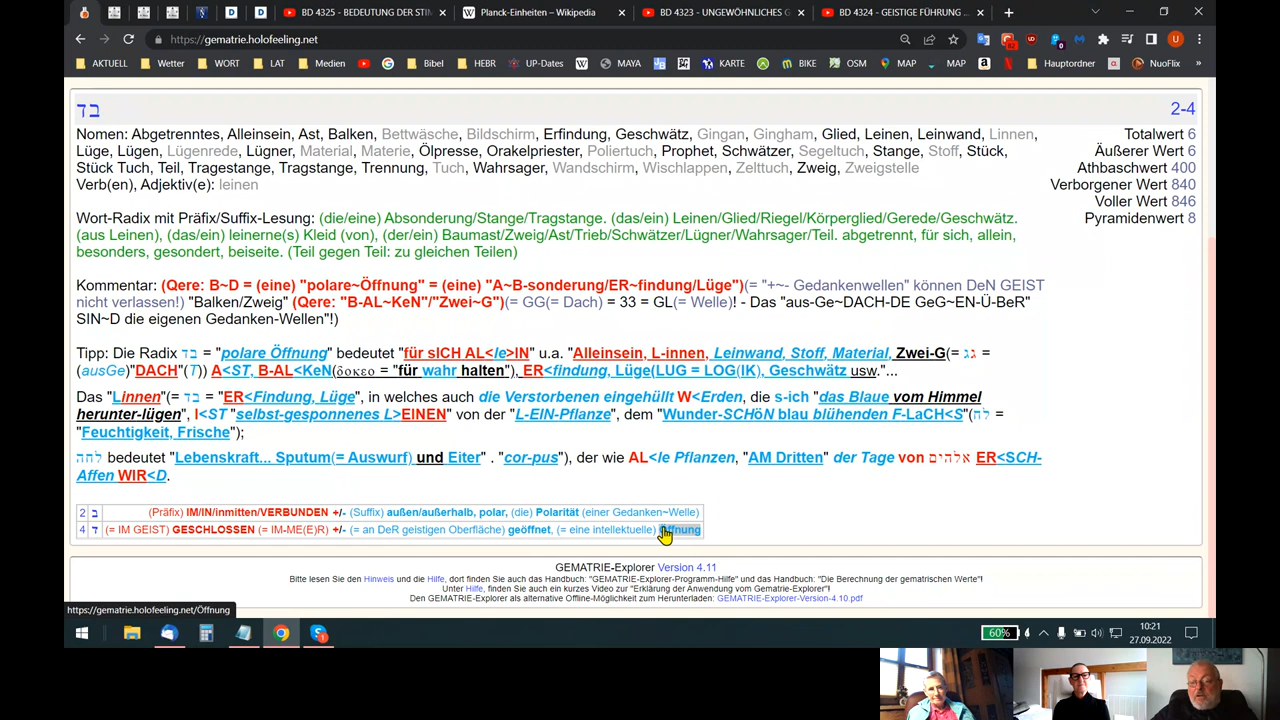 BD 4325 - BEDEUTUNG DER STIM
Planck-Einheiten – Wikipedia
BD 4323 - UNGEWÖHNLICHES G
BD 4324 - GEISTIGE FÜHRUNG ...
https://gematrie.holofeeling.net
AKTUELL Wetter WORT LAT Medien Bibel HEBR UP-Dates MAYA KARTE BIKE OSM MAP MAP Hauptordner NuoFlix
בד 2-4
Nomen: Abgetrenntes, Alleinsein, Ast, Balken, Bettwäsche, Bildschirm, Erfindung, Geschwätz, Gingan, Gingham, Glied, Leinen, Leinwand, Linnen, Totalwert 6
Lüge, Lügen, Lügenrede, Lügner, Material, Materie, Ölpresse, Orakelpriester, Poliertuch, Prophet, Schwätzer, Segeltuch, Stange, Stoff, Stück, Äußerer Wert 6
Stück Tuch, Teil, Tragestange, Tragstange, Trennung, Tuch, Wahrsager, Wandschirm, Wischlappen, Zelttuch, Zweig, Zweigstelle Athbaschwert 400
Verb(en), Adjektiv(e): leinen Verborgener Wert 840
Voller Wert 846
Wort-Radix mit Präfix/Suffix-Lesung: (die/eine) Absonderung/Stange/Tragstange. (das/ein) Leinen/Glied/Riegel/Körperglied/Gerede/Geschwätz. Pyramidenwert 8
(aus Leinen), (das/ein) leinerne(s) Kleid (von), (der/ein) Baumast/Zweig/Ast/Trieb/Schwätzer/Lügner/Wahrsager/Teil. abgetrennt, für sich, allein,
besonders, gesondert, beiseite. (Teil gegen Teil: zu gleichen Teilen)
Kommentar: (Qere: B~D = (eine) "polare~Öffnung" = (eine) "A~B-sonderung/ER~findung/Lüge")(= "+~- Gedankenwellen" können DeN GEIST
nicht verlassen!) "Balken/Zweig" (Qere: "B-AL~KeN"/"Zwei~G")(= GG(= Dach) = 33 = GL(= Welle)! - Das "aus-Ge~DACH-DE GeG~EN-Ü-BeR"
SIN~D die eigenen Gedanken-Wellen"!)
Tipp: Die Radix בד = "polare Öffnung" bedeutet "für sICH AL<le>IN" u.a. "Alleinsein, L-innen, Leinwand, Stoff, Material, Zwei-G(= גג =
(ausGe)"DACH"(T)) A<ST, B-AL<KeN(δοκεο = "für wahr halten"), ER<findung, Lüge(LUG = LOG(IK), Geschwätz usw."...
Das "Linnen"(= בד = "ER<Findung, Lüge", in welches auch die Verstorbenen eingehüllt W<Erden, die s-ich "das Blaue vom Himmel
herunter-lügen", I<ST "selbst-gesponnenes L>EINEN" von der "L-EIN-Pflanze", dem "Wunder-SCHöN blau blühenden F-LaCH<S"(לח =
"Feuchtigkeit, Frische");
לחה bedeutet "Lebenskraft... Sputum(= Auswurf) und Eiter" . "cor-pus"), der wie AL<le Pflanzen, "AM Dritten" der Tage von אלהים ER<SCH-
Affen WIR<D.
2 ב (Präfix) IM/IN/inmitten/VERBUNDEN +/- (Suffix) außen/außerhalb, polar, (die) Polarität (einer Gedanken~Welle)
4 ד (= IM GEIST) GESCHLOSSEN (= IM-ME(E)R) +/- (= an DeR geistigen Oberfläche) geöffnet, (= eine intellektuelle) Öffnung
GEMATRIE-Explorer Version 4.11
Bitte lesen Sie den Hinweis und die Hilfe, dort finden Sie auch das Handbuch: "GEMATRIE-Explorer-Programm-Hilfe" und das Handbuch: "Die Berechnung der gematrischen Werte"!
Unter Hilfe, finden Sie auch ein kurzes Video zur "Erklärung der Anwendung vom Gematrie-Explorer"!
Den GEMATRIE-Explorer als alternative Offline-Möglichkeit zum Herunterladen: GEMATRIE-Explorer-Version-4.10.pdf
https://gematrie.holofeeling.net/Öffnung
60% 10:21
27.09.2022